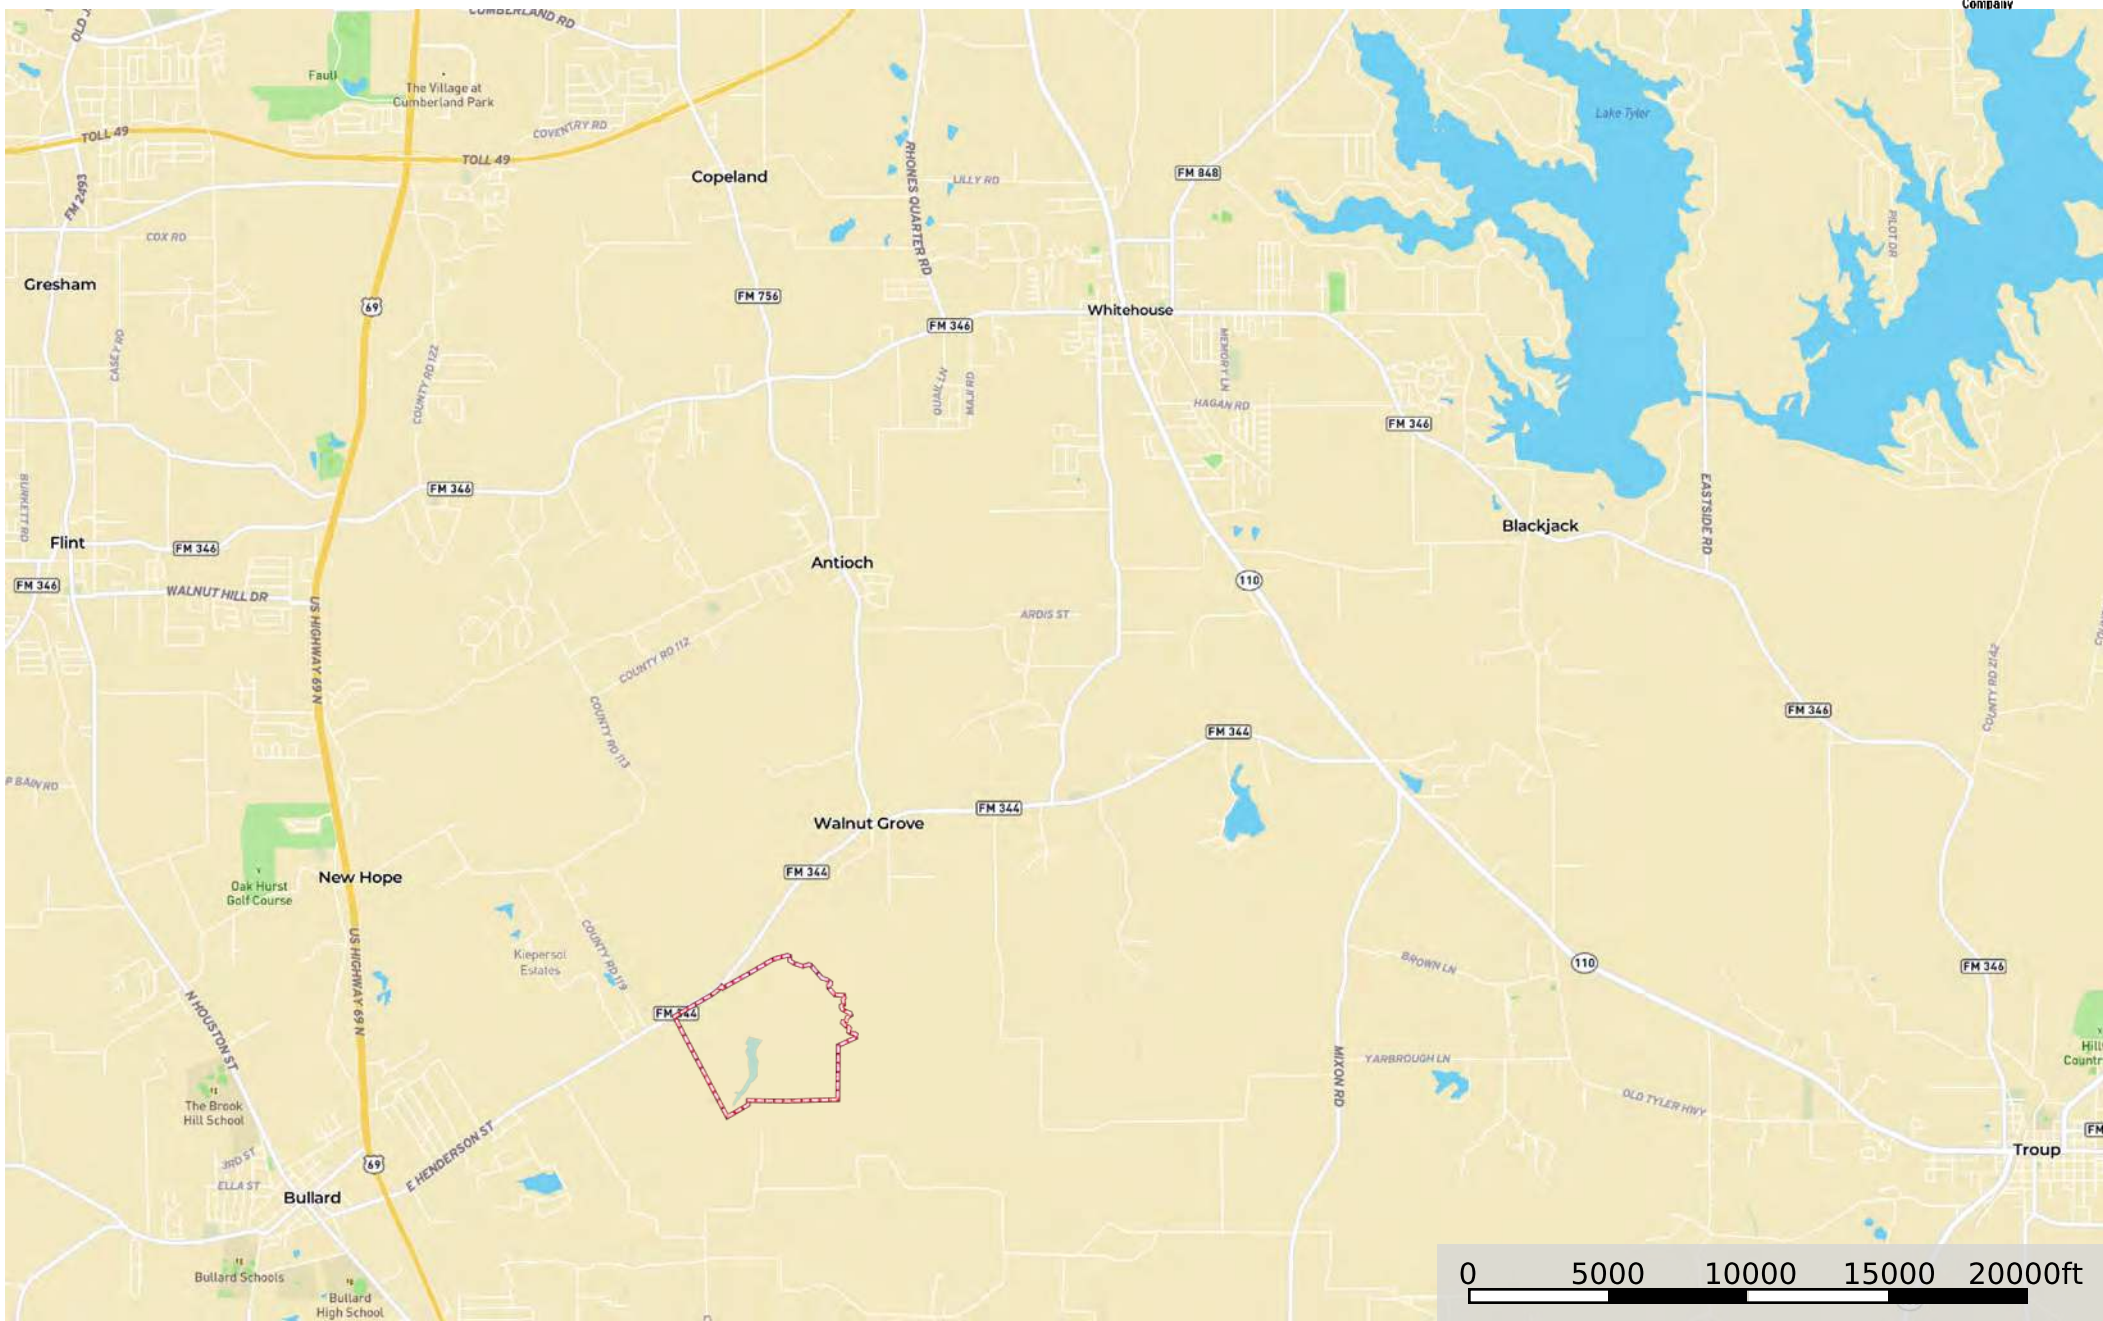 Company
CUMBERLAND RD
Faul
The Village at
Cumberland Park
TOLL 49
COVENTRY RD
TOLL 49
Lake Tyler
FM 2493
Copeland
RHONES QUARTER RD
LILLY RD
FM 848
COX RD
PILOT DR
Gresham
69
FM 756
FM 346
Whitehouse
CASEY RD
COUNTY RD 122
QUAIL LN
MAJI RD
MEMORY LN
HAGAN RD
FM 346
BURKETT RD
FM 346
EASTSIDE RD
Flint
FM 346
Blackjack
Antioch
FM 346
WALNUT HILL DR
110
US HIGHWAY 69 N
ARDIS ST
COUNTY RD 112
COUNTY RD 113
COUNTY RD 2142
FM 346
FM 344
P BAIN RD
FM 344
Walnut Grove
FM 344
New Hope
Oak Hurst
Golf Course
US HIGHWAY 69 N
COUNTY RD 119
Kiepersol
Estates
BROWN LN
110
FM 346
N HOUSTON ST
FM 344
MIXON RD
YARBROUGH LN
Hill
Countr
The Brook
Hill School
OLD TYLER HWY
FM
E HENDERSON ST
3RD ST
ELLA ST
69
Troup
Bullard
Bullard Schools
Bullard
High School
0 5000 10000 15000 20000ft